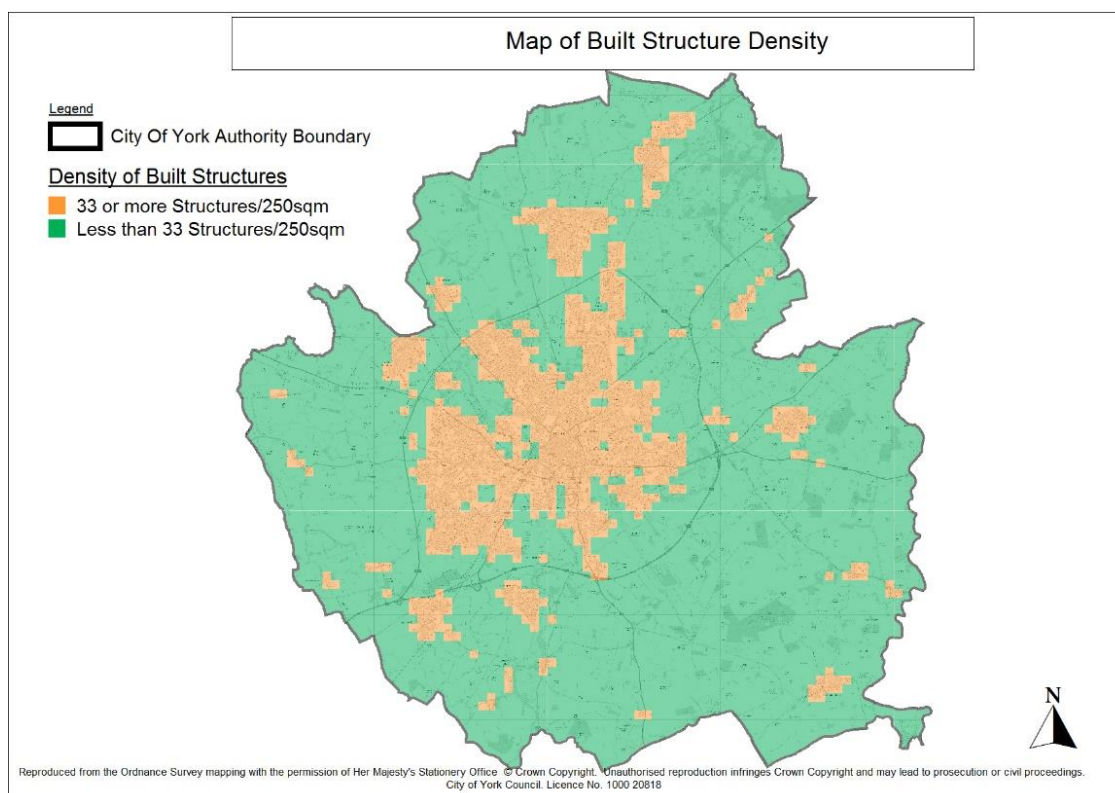 Map of Built Structure Density
Legend
City Of York Authority Boundary
Density of Built Structures
33 or more Structures/250sqm
Less than 33 Structures/250sqm
N
Reproduced from the Ordnance Survey mapping with the permission of Her Majesty's Stationery Office © Crown Copyright. Unauthorised reproduction infringes Crown Copyright and may lead to prosecution or civil proceedings.
City of York Council. Licence No. 1000 20818